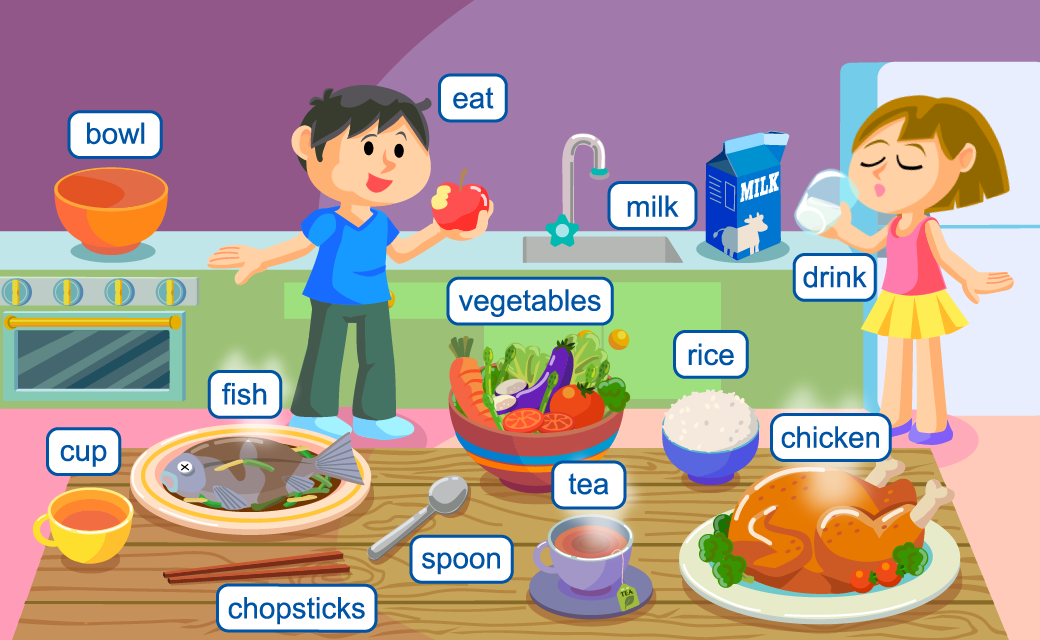 eat
bowl
MILK
milk
drink
vegetables
rice
fish
chicken
cup
tea
spoon
TEA
chopsticks